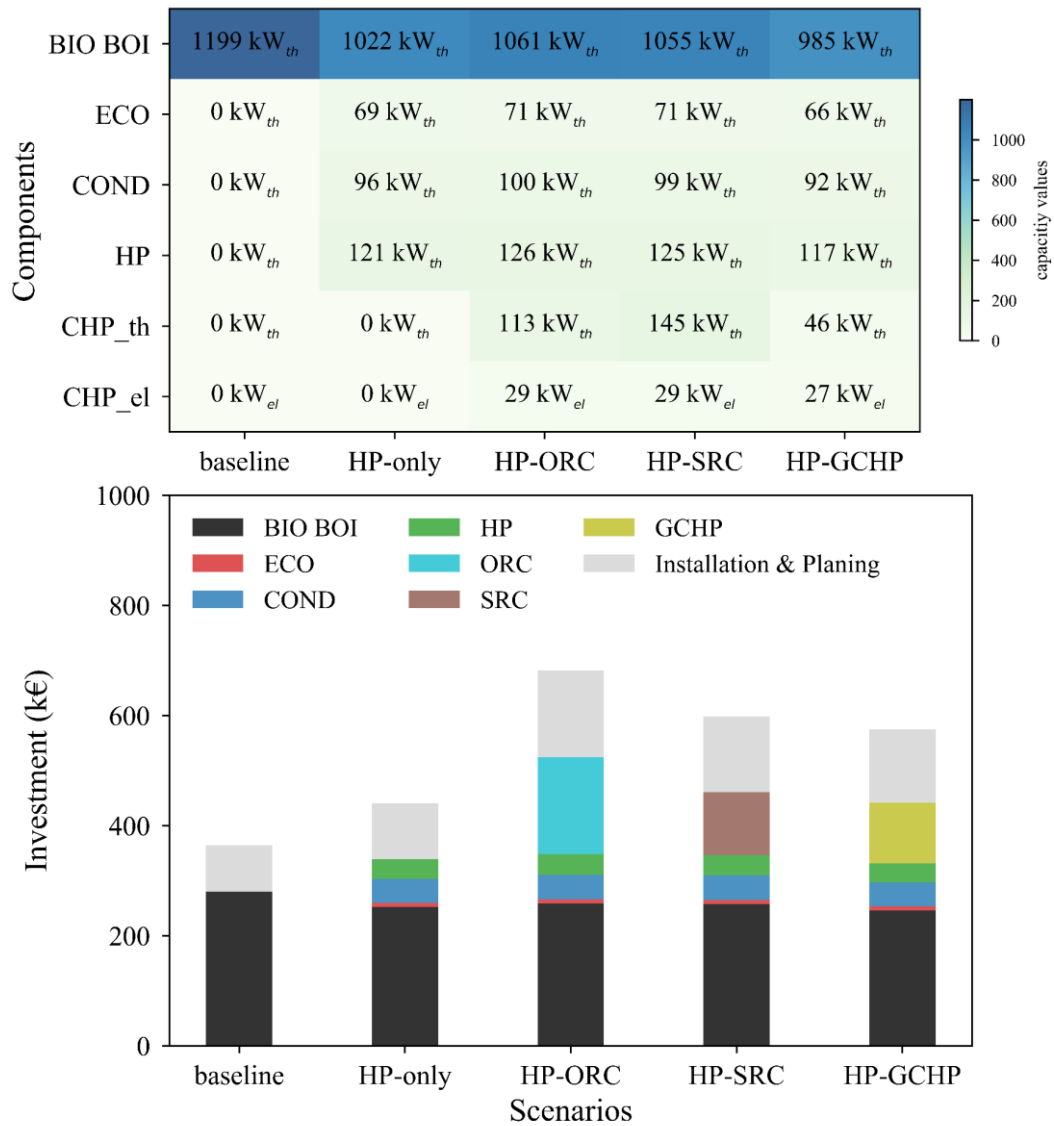 BIO BOI 1199 kWth 1022 kWth 1061 kWth 1055 kWth 985 kWth
ECO 0 kWth 69 kWth 71 kWth 71 kWth 66 kWth
COND 0 kWth 96 kWth 100 kWth 99 kWth 92 kWth
HP 0 kWth 121 kWth 126 kWth 125 kWth 117 kWth
CHP_th 0 kWth 0 kWth 113 kWth 145 kWth 46 kWth
CHP_el 0 kWel 0 kWel 29 kWel 29 kWel 27 kWel
baseline HP-only HP-ORC HP-SRC HP-GCHP
Components
1000
800
600
400
200
0
capacitiy values
BIO BOI HP GCHP
ECO ORC Installation & Planing
COND SRC
1000
800
600
400
200
0
Investment (k€)
baseline HP-only HP-ORC HP-SRC HP-GCHP
Scenarios